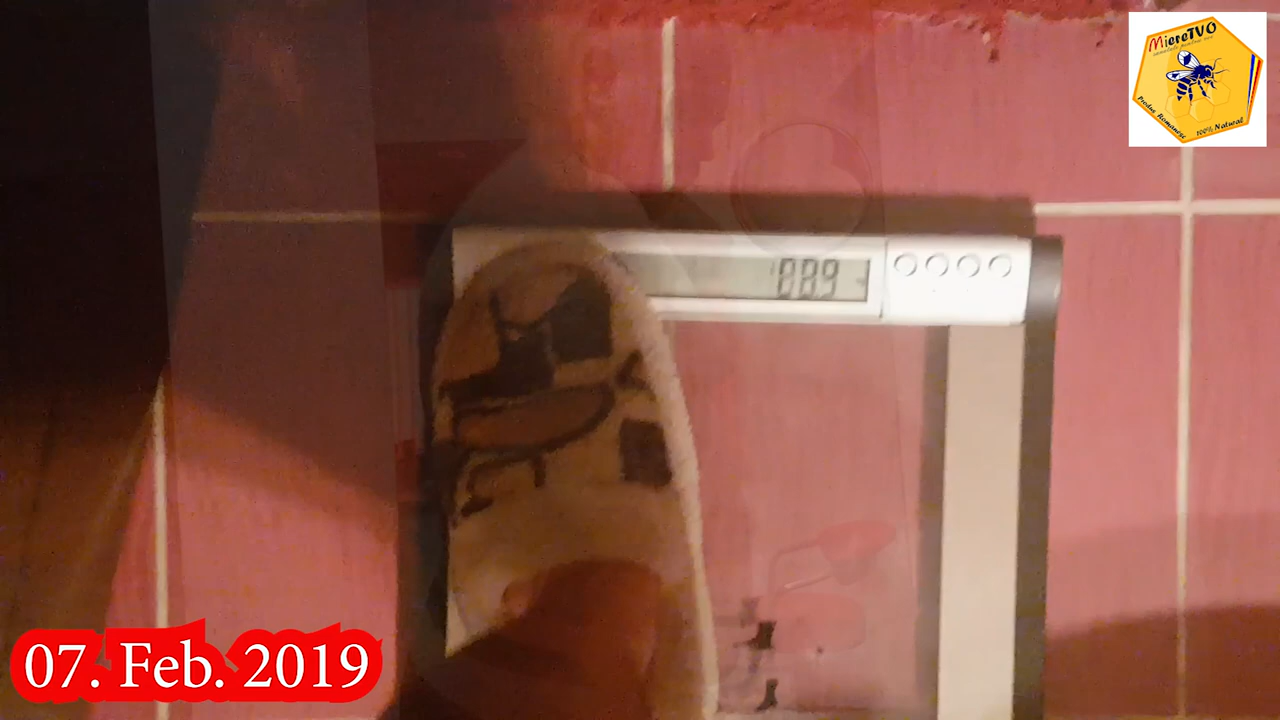 MiereTVO
Produs Românesc
100% Natural
88.9
07. Feb. 2019